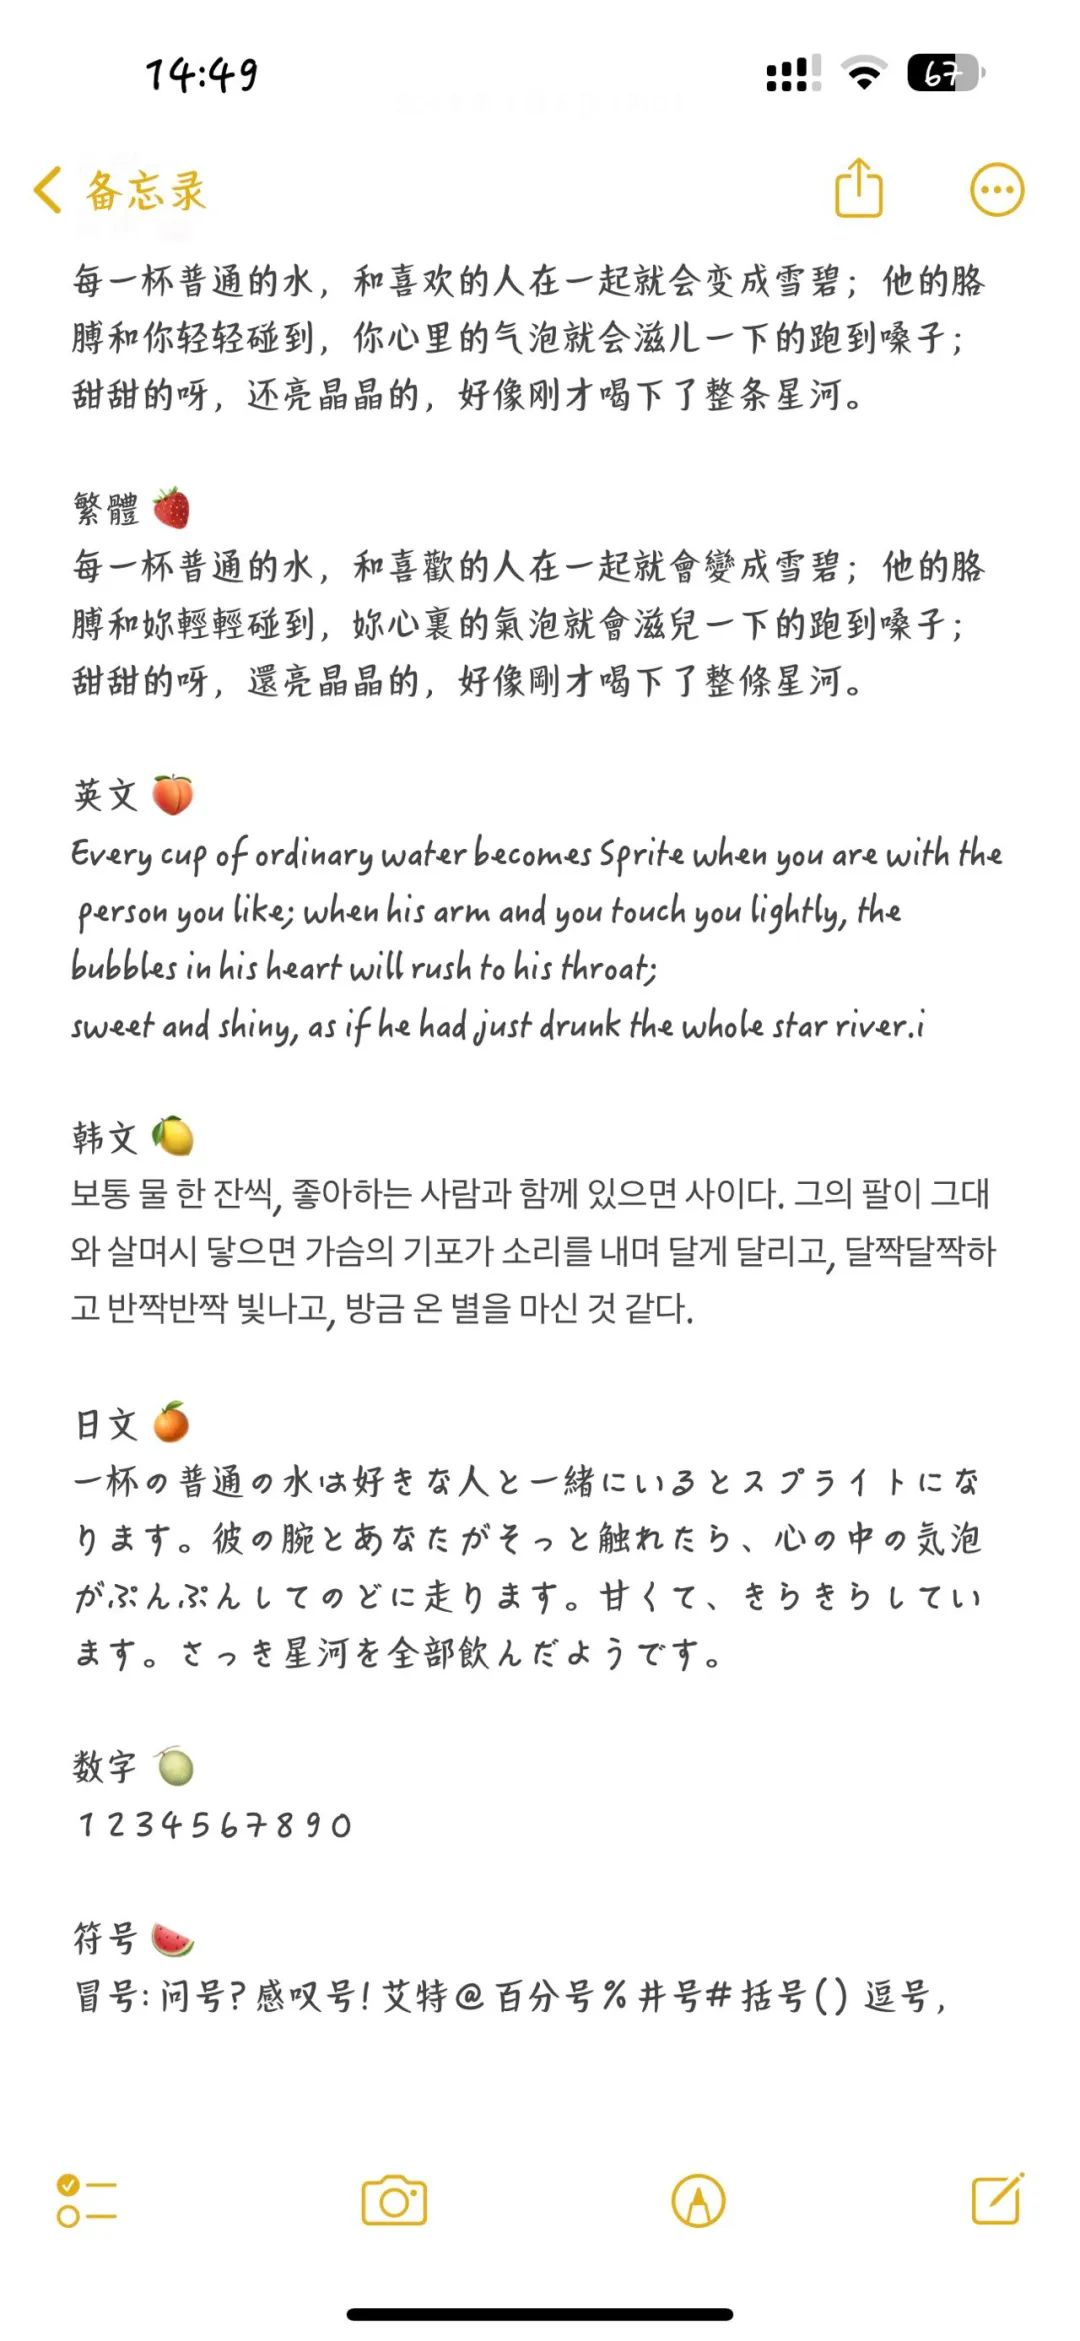 14:49
67
备忘录
每一杯普通的水，和喜欢的人在一起就会变成雪碧；他的胳
膊和你轻轻碰到，你心里的气泡就会滋儿一下的跑到嗓子；
甜甜的呀，还亮晶晶的，好像刚才喝下了整条星河。
繁體🍓
每一杯普通的水，和喜歡的人在一起就會變成雪碧；他的胳
膊和妳輕輕碰到，妳心裏的氣泡就會滋兒一下的跑到嗓子；
甜甜的呀，還亮晶晶的，好像剛才喝下了整條星河。
英文🍑
Every cup of ordinary water becomes Sprite when you are with the
person you like; when his arm and you touch you lightly, the
bubbles in his heart will rush to his throat;
sweet and shiny, as if he had just drunk the whole star river.i
韩文🍋
보통 물 한 잔씩, 좋아하는 사람과 함께 있으면 사이다. 그의 팔이 그대
와 살며시 닿으면 가슴의 기포가 소리를 내며 달게 달리고, 달짝달짝하
고 반짝반짝 빛나고, 방금 온 별을 마신 것 같다.
日文🍊
一杯の普通の水は好きな人と一緒にいるとスプライトにな
ります。彼の腕とあなたがそっと触れたら、心の中の気泡
がぷんぷんしてのどに走ります。甘くて、きらきらしてい
ます。さっき星河を全部飲んだようです。
数字🍈
1 2 3 4 5 6 7 8 9 0
符号🍉
冒号:问号?感叹号!艾特@百分号%井号#括号() 逗号,